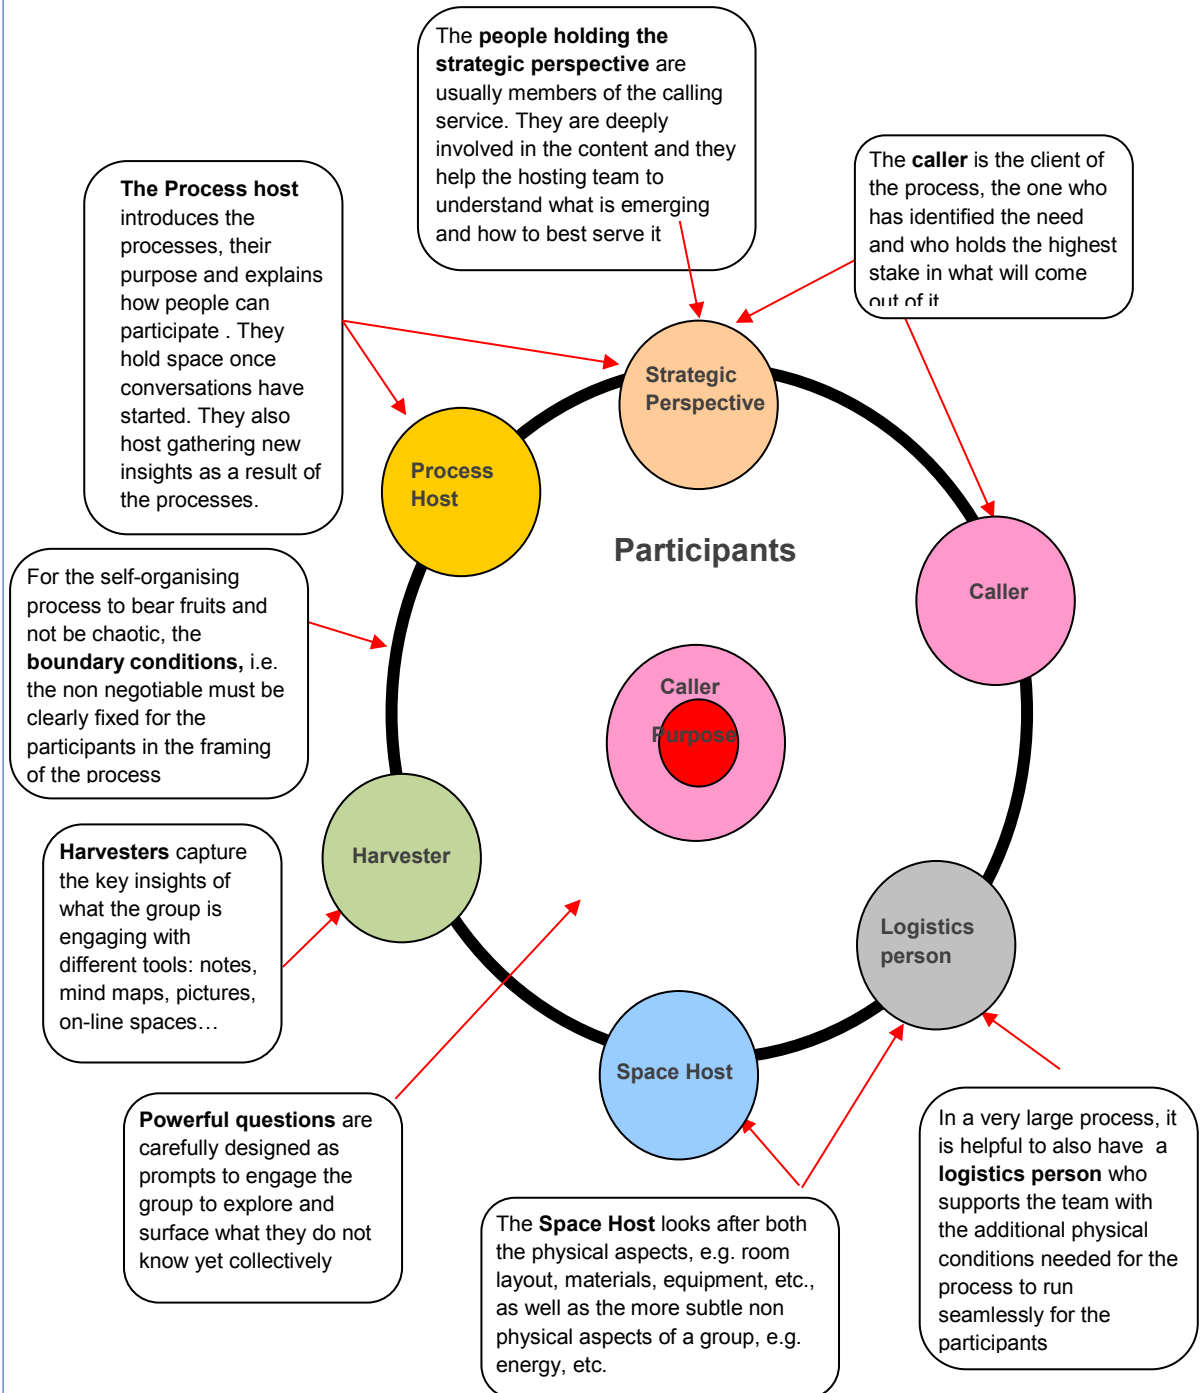 The people holding the
strategic perspective are
usually members of the calling
service. They are deeply
involved in the content and they
help the hosting team to
understand what is emerging
and how to best serve it
The caller is the client of
the process, the one who
has identified the need
and who holds the highest
stake in what will come
out of it
The Process host
introduces the
processes, their
purpose and explains
how people can
participate . They
hold space once
conversations have
started. They also
host gathering new
insights as a result of
the processes.
Strategic
Perspective
Process
Host
Participants
Caller
For the self-organising
process to bear fruits and
not be chaotic, the
boundary conditions, i.e.
the non negotiable must be
clearly fixed for the
participants in the framing
of the process
Caller
Purpose
Harvester
Harvesters capture
the key insights of
what the group is
engaging with
different tools: notes,
mind maps, pictures,
on-line spaces…
Logistics
person
Space Host
Powerful questions are
carefully designed as
prompts to engage the
group to explore and
surface what they do not
know yet collectively
The Space Host looks after both
the physical aspects, e.g. room
layout, materials, equipment, etc.,
as well as the more subtle non
physical aspects of a group, e.g.
energy, etc.
In a very large process, it
is helpful to also have  a
logistics person who
supports the team with
the additional physical
conditions needed for the
process to run
seamlessly for the
participants